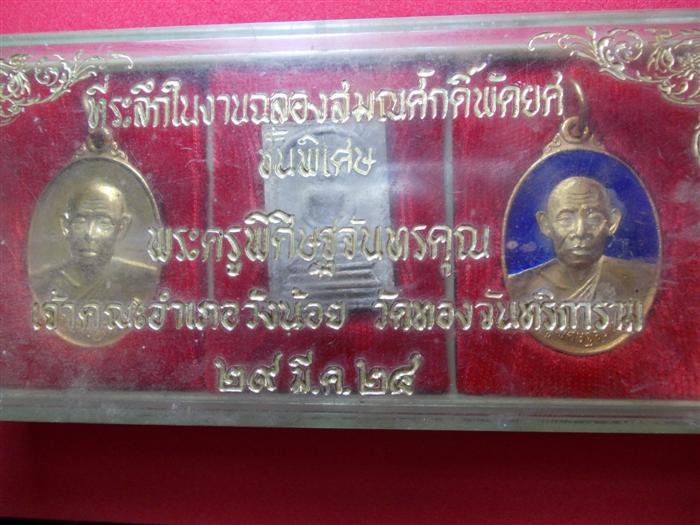 ที่ระลึกในงานฉลองสมณศักดิ์พัดยศ
ชั้นพิเศษ
พระครูพิศิษฐวันทรคุณ
เจ้าคณะอำเภอวังน้อย วัดทองวันทริการาม
๒๙ มี.ค. ๒๔